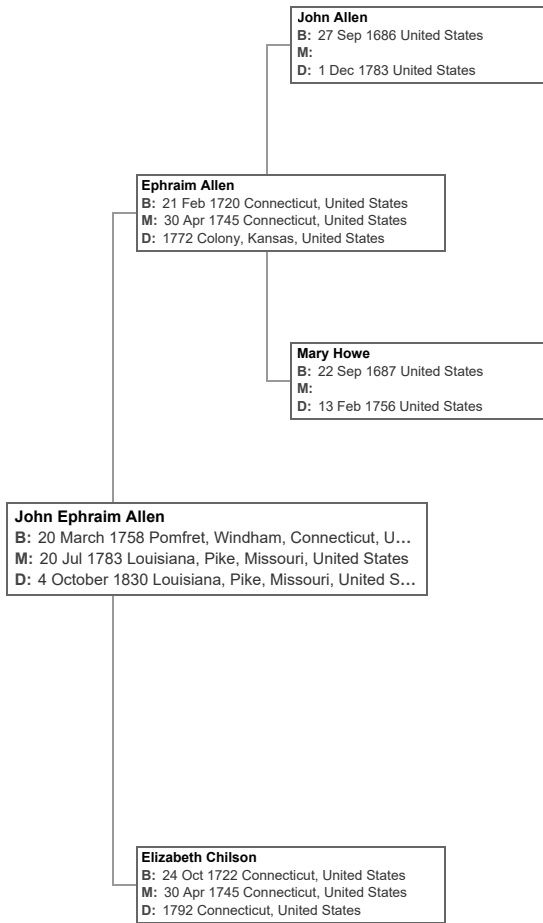 John Allen
B: 27 Sep 1686 United States
M:
D: 1 Dec 1783 United States
Ephraim Allen
B: 21 Feb 1720 Connecticut, United States
M: 30 Apr 1745 Connecticut, United States
D: 1772 Colony, Kansas, United States
Mary Howe
B: 22 Sep 1687 United States
M:
D: 13 Feb 1756 United States
John Ephraim Allen
B: 20 March 1758 Pomfret, Windham, Connecticut, U...
M: 20 Jul 1783 Louisiana, Pike, Missouri, United States
D: 4 October 1830 Louisiana, Pike, Missouri, United S...
Elizabeth Chilson
B: 24 Oct 1722 Connecticut, United States
M: 30 Apr 1745 Connecticut, United States
D: 1792 Connecticut, United States